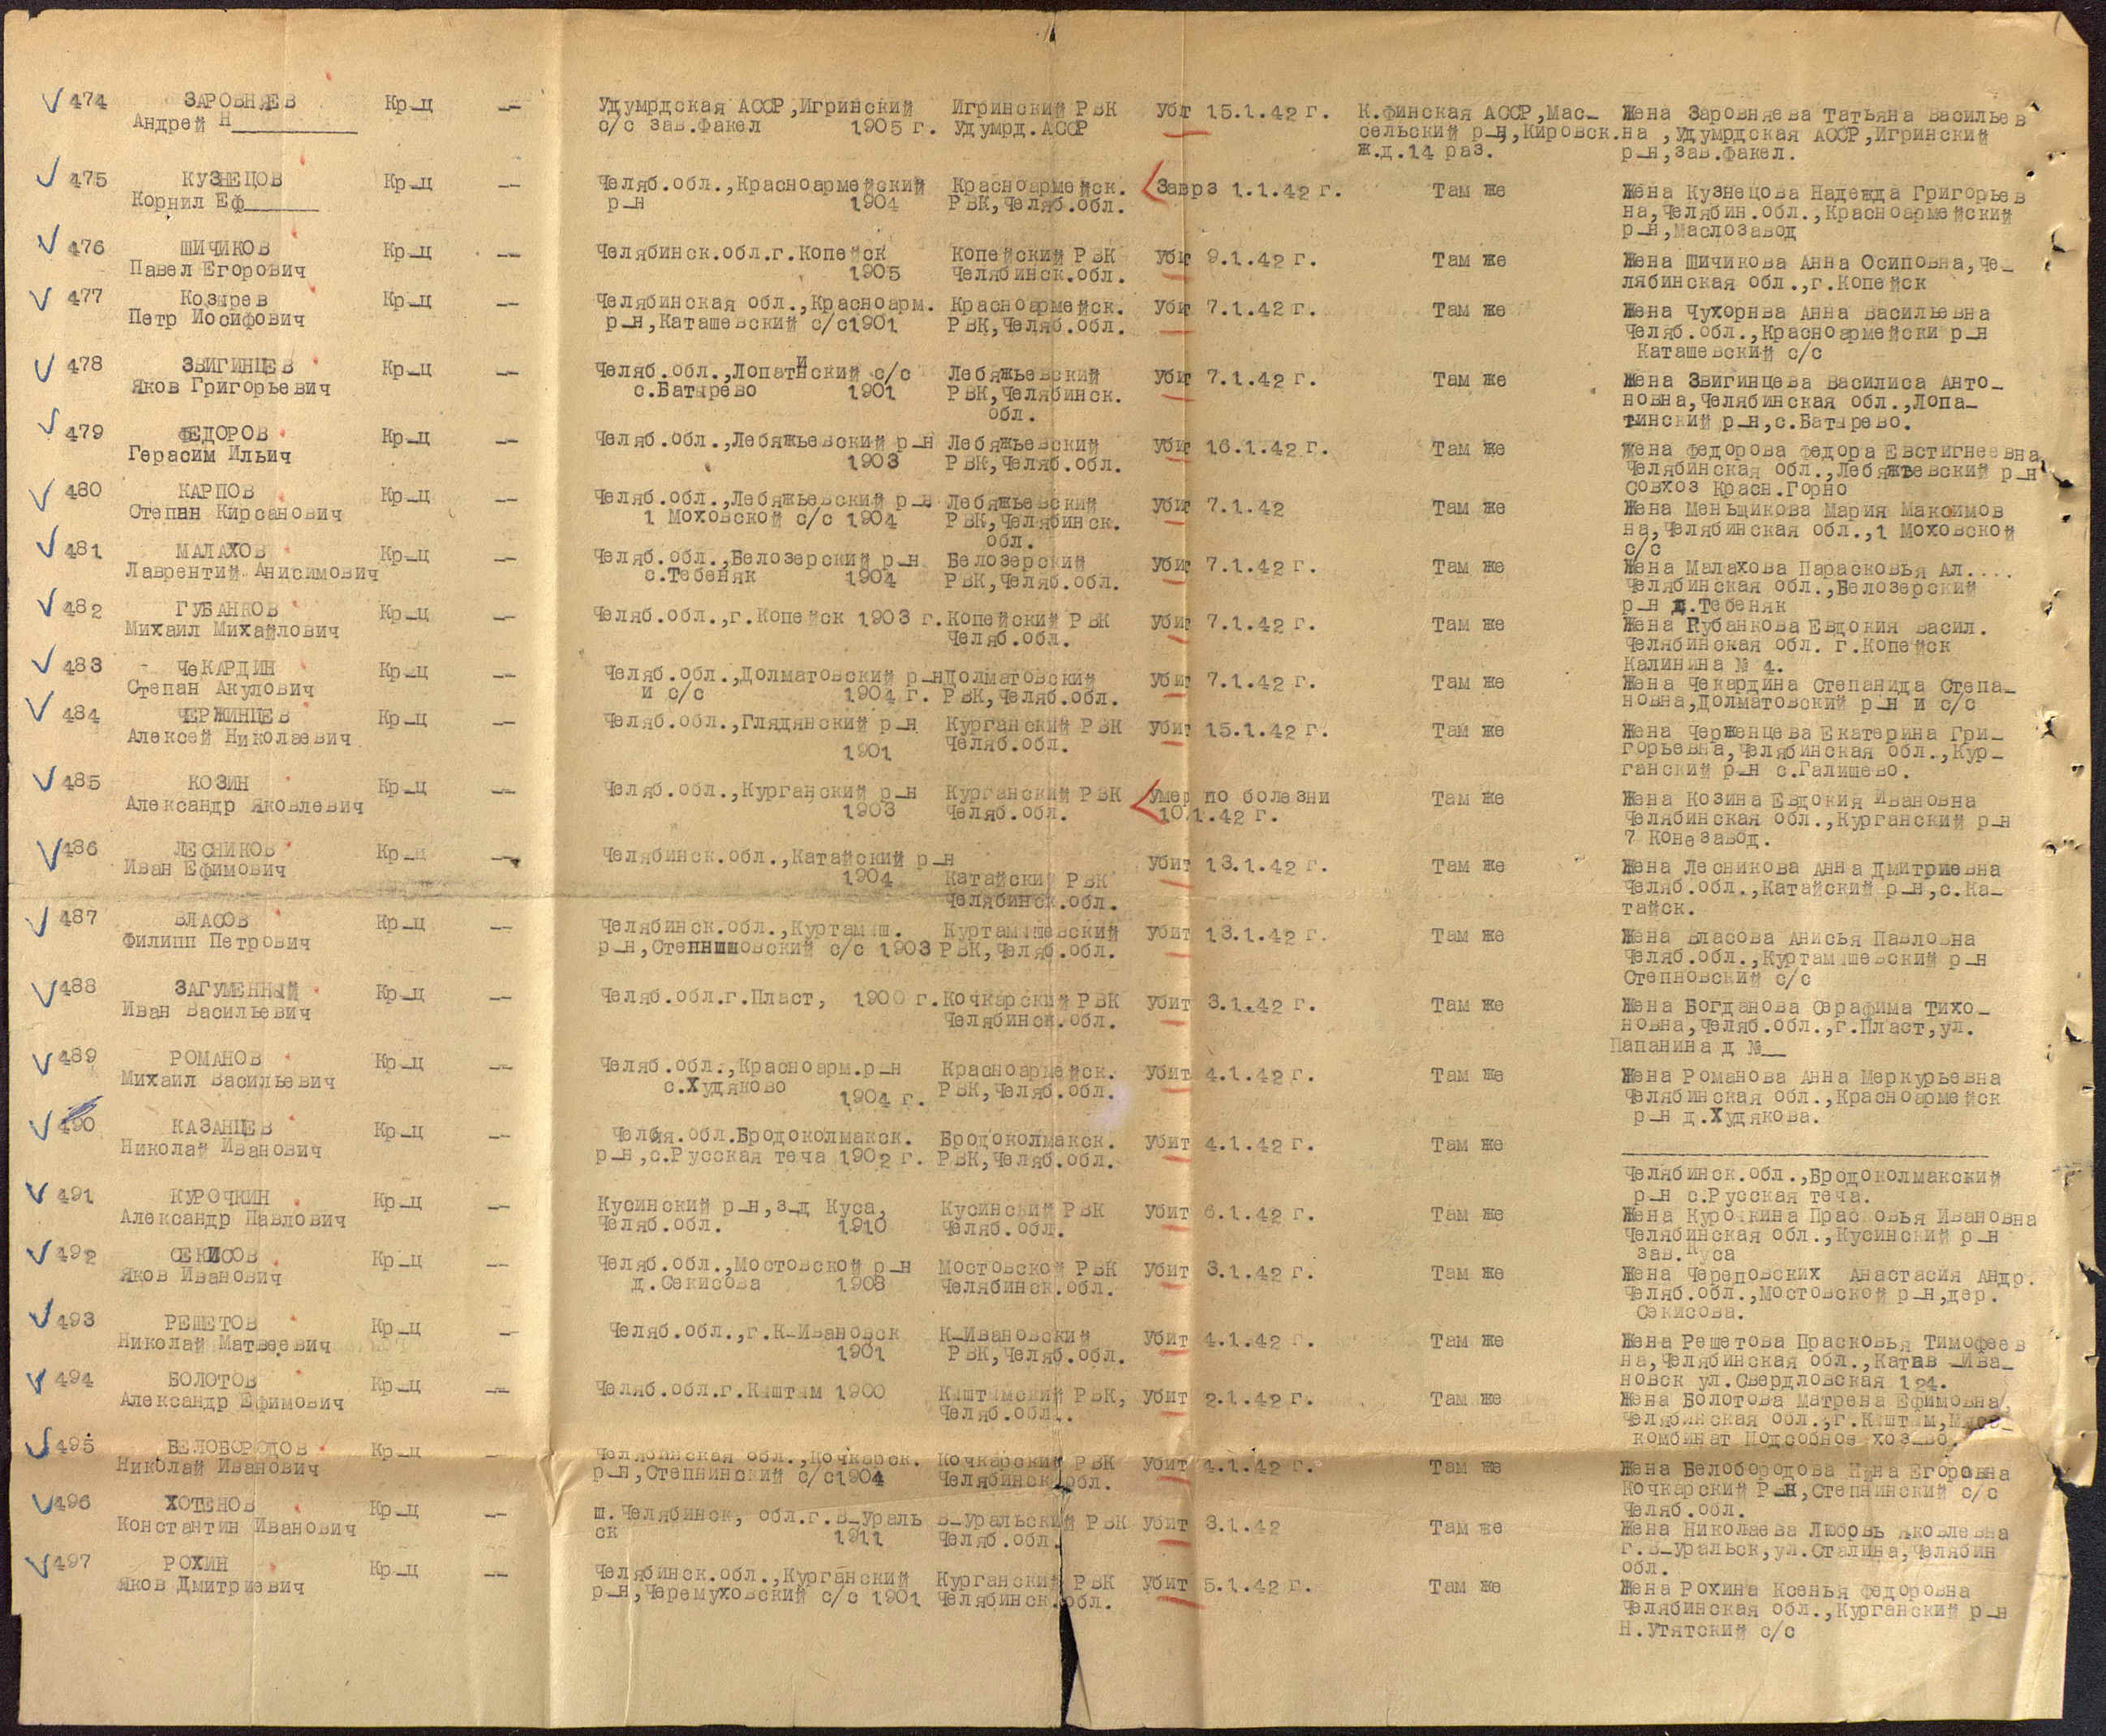 474 ЗАРОВНЯЕВ Кр-ц -- Удумрдская АССР,Игринский Игринский РВК Убит 15.1.42 г. К.Финская АССР,Мас- Жена Заровняева Татьяна Васильев
Андрей Н с/с зав.Факел 1905 г. Удумрд.АССР сельский р-н,Кировск. на ,Удумрдская АССР,Игринский
ж.д.14 раз. р-н,зав.Факел.
475 КУЗНЕЦОВ Кр-ц -- Челяб.обл.,Красноармейский Красноармейск. Замрз 1.1.42 г. Там же Жена Кузнецова Надежда Григорьев
Корнил Еф р-н 1904 РВК,Челяб.обл. на,Челябин.обл.,Красноармейский
р-н,Маслозавод
476 ШИЧИКОВ Кр-ц -- Челябинск.обл.г.Копейск Копейский РВК Убит 9.1.42 г. Там же Жена Шичикова Анна Осиповна,Че-
Павел Егорович 1905 Челябинск.обл. лябинская обл.,г.Копейск
477 Козырев Кр-ц -- Челябинская обл.,Красноарм. Красноармейск. Убит 7.1.42 г. Там же Жена Чухорнва Анна Васильевна
Петр Иосифович р-н,Каташевский с/с1901 РВК,Челяб.обл. Челяб.обл.,Красноармейски р-н
Каташевский с/с
478 ЗВИГИНЦЕВ Кр-ц -- Челяб.обл.,Лопатинский с/с Лебяжьевский Убит 7.1.42 г. Там же Жена Звигинцева Василиса Анто-
Яков Григорьевич с.Батырево 1901 РВК,Челябинск. новна,Челябинская обл.,Лопа-
обл. тинский р-н,с.Батырево.
479 ФЕДОРОВ Кр-ц -- Челяб.обл.,Лебяжьевский р-н Лебяжьевский Убит 16.1.42 г. Там же Жена Федорова Федора Евстигнеевна
Герасим Ильич 1903 РВК,Челяб.обл. Челябинская обл.,Лебяжьевский р-н
Совхоз Красн.Горно
480 КАРПОВ Кр-ц -- Челяб.обл.,Лебяжьевский р-н Лебяжьевский Убит 7.1.42 Там же Жена Меньщикова Мария Максимов
Степан Кирсанович 1 Моховской с/с 1904 РВК,Челябинск. на,Челябинская обл.,1 Моховской
обл. с/с
481 МАЛАХОВ Кр-ц -- Челяб.обл.,Белозерский р-н Белозерский Убит 7.1.42 г. Там же Жена Малахова Парасковья Ал....
Лаврентий Анисимович с.Тебеняк 1904 РВК,Челяб.обл. Челябинская обл.,Белозерский
р-н д.Тебеняк
482 ГУБАНКОВ Кр-ц -- Челяб.обл.,г.Копейск 1903 г. Копейский РВК Убит 7.1.42 г. Там же Жена Губанкова Евдокия Васил.
Михаил Михайлович Челяб.обл. Челябинская обл. г.Копейск
Калинина № 4.
483 ЧеКАРДИН Кр-ц -- Челяб.обл.,Долматовский р-н Долматовский Убит 7.1.42 г. Там же Жена Чекардина Степанида Степа-
Степан Акулович и с/с 1904 г. РВК,Челяб.обл. новна,Долматовский р-н и с/с
484 ЧЕРЖИНЦЕВ Кр-ц -- Челяб.обл.,Глядянский р-н Курганский РВК Убит 15.1.42 г. Там же Жена Черженцева Екатерина Гри-
Алексей Николаевич 1901 Челяб.обл. горьевна,Челябинская обл.,Кур-
ганский р-н с.Галишево.
485 КОЗИН Кр-ц -- Челяб.обл.,Курганский р-н Курганский РВК умер по болезни Там же Жена Козина Евдокия Ивановна
Александр Яковлевич 1903 Челяб.обл. 10.1.42 г. Челябинская обл.,Курганский р-н
7 Конезавод.
486 ЛЕСНИКОВ Кр-ц -- Челябинск.обл.,Катайский р-н Убит 13.1.42 г. Там же Жена Лесникова Анна Дмитриевна
Иван Ефимович 1904 Катайский РВК Челяб.обл.,Катайский р-н,с.Ка-
Челябинск.обл. тайск.
487 ВЛАСОВ Кр-ц -- Челябинск.обл.,Куртамыш. Куртамышевский Убит 13.1.42 г. Там же Жена Власова Анисья Павловна
Филипп Петрович р-н,Степнишовский с/с 1903 РВК,Челяб.обл. Челяб.обл.,Куртамышевский р-н
Степновский с/с
488 ЗАГУМЕННЫЙ Кр-ц -- Челяб.обл.г.Пласт, 1900 г. Кочкарский РВК Убит 3.1.42 г. Там же Жена Богданова Серафима Тихо-
Иван Васильевич Челябинск.обл. новна,Челяб.обл.,г.Пласт,ул.
Папанина д №
489 РОМАНОВ Кр-ц -- Челяб.обл.,Красноарм.р-н Красноармейск. Убит 4.1.42 г. Там же Жена Романова Анна Меркурьевна
Михаил Васильевич с.Худяково 1904 г. РВК,Челяб.обл. Челябинская обл.,Красноармейск
р-н д.Худякова.
490 КАЗАНЦЕВ Кр-ц -- Челбя.обл.Бродоколмакск. Бродоколмакск. Убит 4.1.42 г. Там же
Николай Иванович р-н,с.Русская теча 1902 г. РВК,Челяб.обл.
Челябинск.обл.,Бродоколмакский
р-н с.Русская теча.
491 КУРОЧКИН Кр-ц -- Кусинский р-н,з-д Куса, Кусинский РВК Убит 6.1.42 г. Там же Жена Курочкина Прасковья Ивановна
Александр Павлович Челяб.обл. 1910 Челяб.обл. Челябинская обл.,Кусинский р-н
зав.Куса
492 СЕКИСОВ Кр-ц -- Челяб.обл.,Мостовской р-н Мостовской РВК Убит 3.1.42 г. Там же Жена Череповских Анастасия Андр.
Яков Иванович д.Секисова 1908 Челябинск.обл. Челяб.обл.,Мостовской р-н,дер.
Секисова.
493 РЕШЕТОВ Кр-ц -- Челяб.обл.,г.К-Ивановск К-Ивановский Убит 4.1.42 г. Там же Жена Решетова Прасковья Тимофеев
Николай Матвеевич 1901 РВК,Челяб.обл. на,Челябинская обл.,Катав -Ива-
новск ул.Свердловская 124.
494 БОЛОТОВ Кр-ц -- Челяб.обл.г.Кыштым 1900 Кыштымский РВК, Убит 2.1.42 г. Там же Жена Болотова Матрена Ефимовна,
Александр Ефимович Челяб.обл.. Челябинская обл.,г.Кыштым,Мясо-
комбинат Подсобное хоз-во.
495 БЕЛОБОРОДОВ Кр-ц -- Челябинская обл.,Кочкарск. Кочкарский РВК Убит 4.1.42 г. Там же Жена Белобородова Нина Егоровна
Николай Иванович р-н,Степнинский с/с1904 Челябинск.обл. Кочкарский Р-Н,Степнинский с/с
Челяб.обл.
496 ХОТЕНОВ Кр-ц -- ш.Челябинск, обл.г.В-Ураль В-Уральский РВК Убит 3.1.42 Там же Жена Николаева Любовь Яковлевна
Константин Иванович ск 1911 Челяб.обл. г.В-Уральск,ул.Сталина,Челябин
обл.
497 РОХИН Кр-ц -- Челябинск.обл.,Курганский Курганский РВК Убит 5.1.42 г. Там же Жена Рохина Ксенья Федоровна
Яков Дмитриевич р-н,Черемуховский с/с 1901 Челябинск.обл. Челябинская обл.,Курганский р-н
Н.Утятский с/с